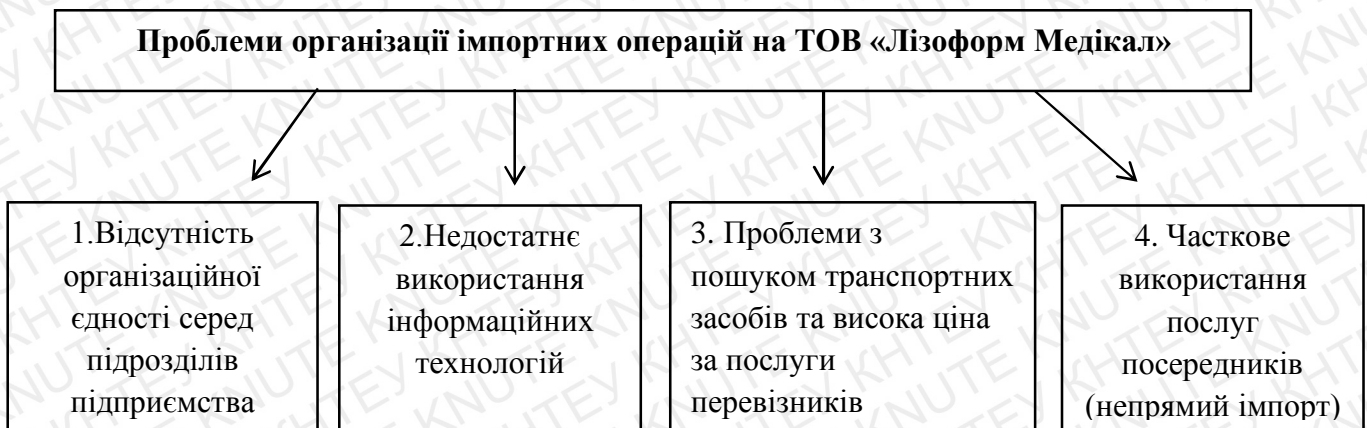 Проблеми організації імпортних операцій на ТОВ «Лізоформ Медікал»
1.Відсутність
організаційної
єдності серед
підрозділів
підприємства
2.Недостатнє
використання
інформаційних
технологій
3. Проблеми з
пошуком транспортних
засобів та висока ціна
за послуги
перевізників
4. Часткове
використання
послуг
посередників
(непрямий імпорт)